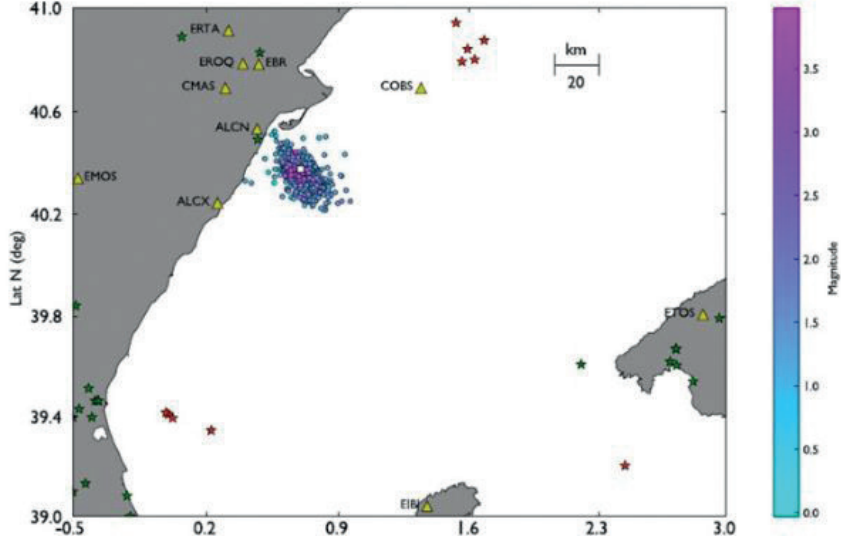 41.0
40.6
40.2
39.8
39.4
39.0
Lat N (deg)
-0.5
0.2
0.9
1.6
2.3
3.0
ERTA
EROQ
EBR
CMAS
COBS
ALCN
EMOS
ALCX
ETOS
EIBI
km
20
3.5
3.0
2.5
2.0
1.5
1.0
0.5
0.0
Magnitude